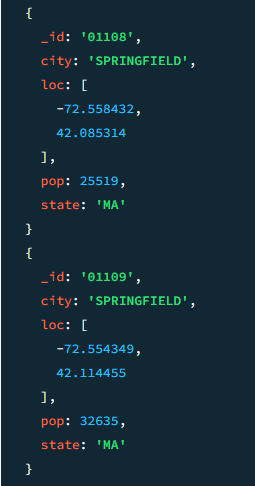 {
_id: '01108',
city: 'SPRINGFIELD',
loc: [
-72.558432,
42.085314
],
pop: 25519,
state: 'MA'
}
{
_id: '01109',
city: 'SPRINGFIELD',
loc: [
-72.554349,
42.114455
],
pop: 32635,
state: 'MA'
}